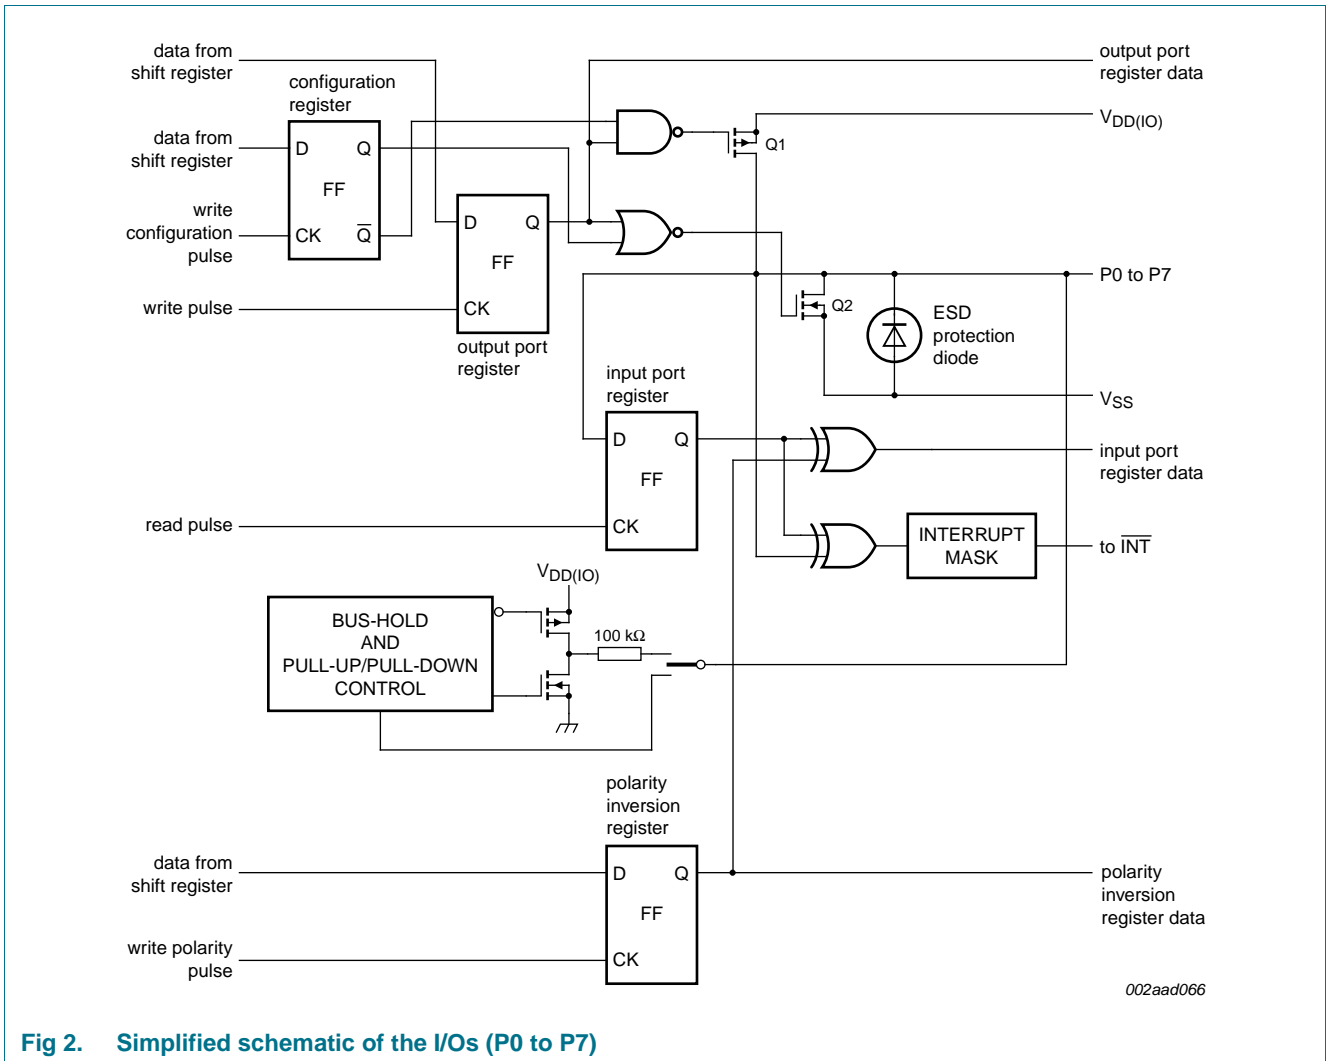 data from
shift register
output port
register data
configuration
register
VDD(IO)
Q1
data from
shift register
D
Q
FF
write
configuration
pulse
CK
Q̅
D
Q
FF
P0 to P7
write pulse
CK
Q2
ESD
protection
diode
output port
register
input port
register
VSS
D
Q
FF
input port
register data
read pulse
CK
INTERRUPT
MASK
to I̅N̅T̅
VDD(IO)
BUS-HOLD
AND
PULL-UP/PULL-DOWN
CONTROL
100 kΩ
polarity
inversion
register
data from
shift register
D
Q
FF
polarity
inversion
register data
write polarity
pulse
CK
002aad066
Fig 2. Simplified schematic of the I/Os (P0 to P7)